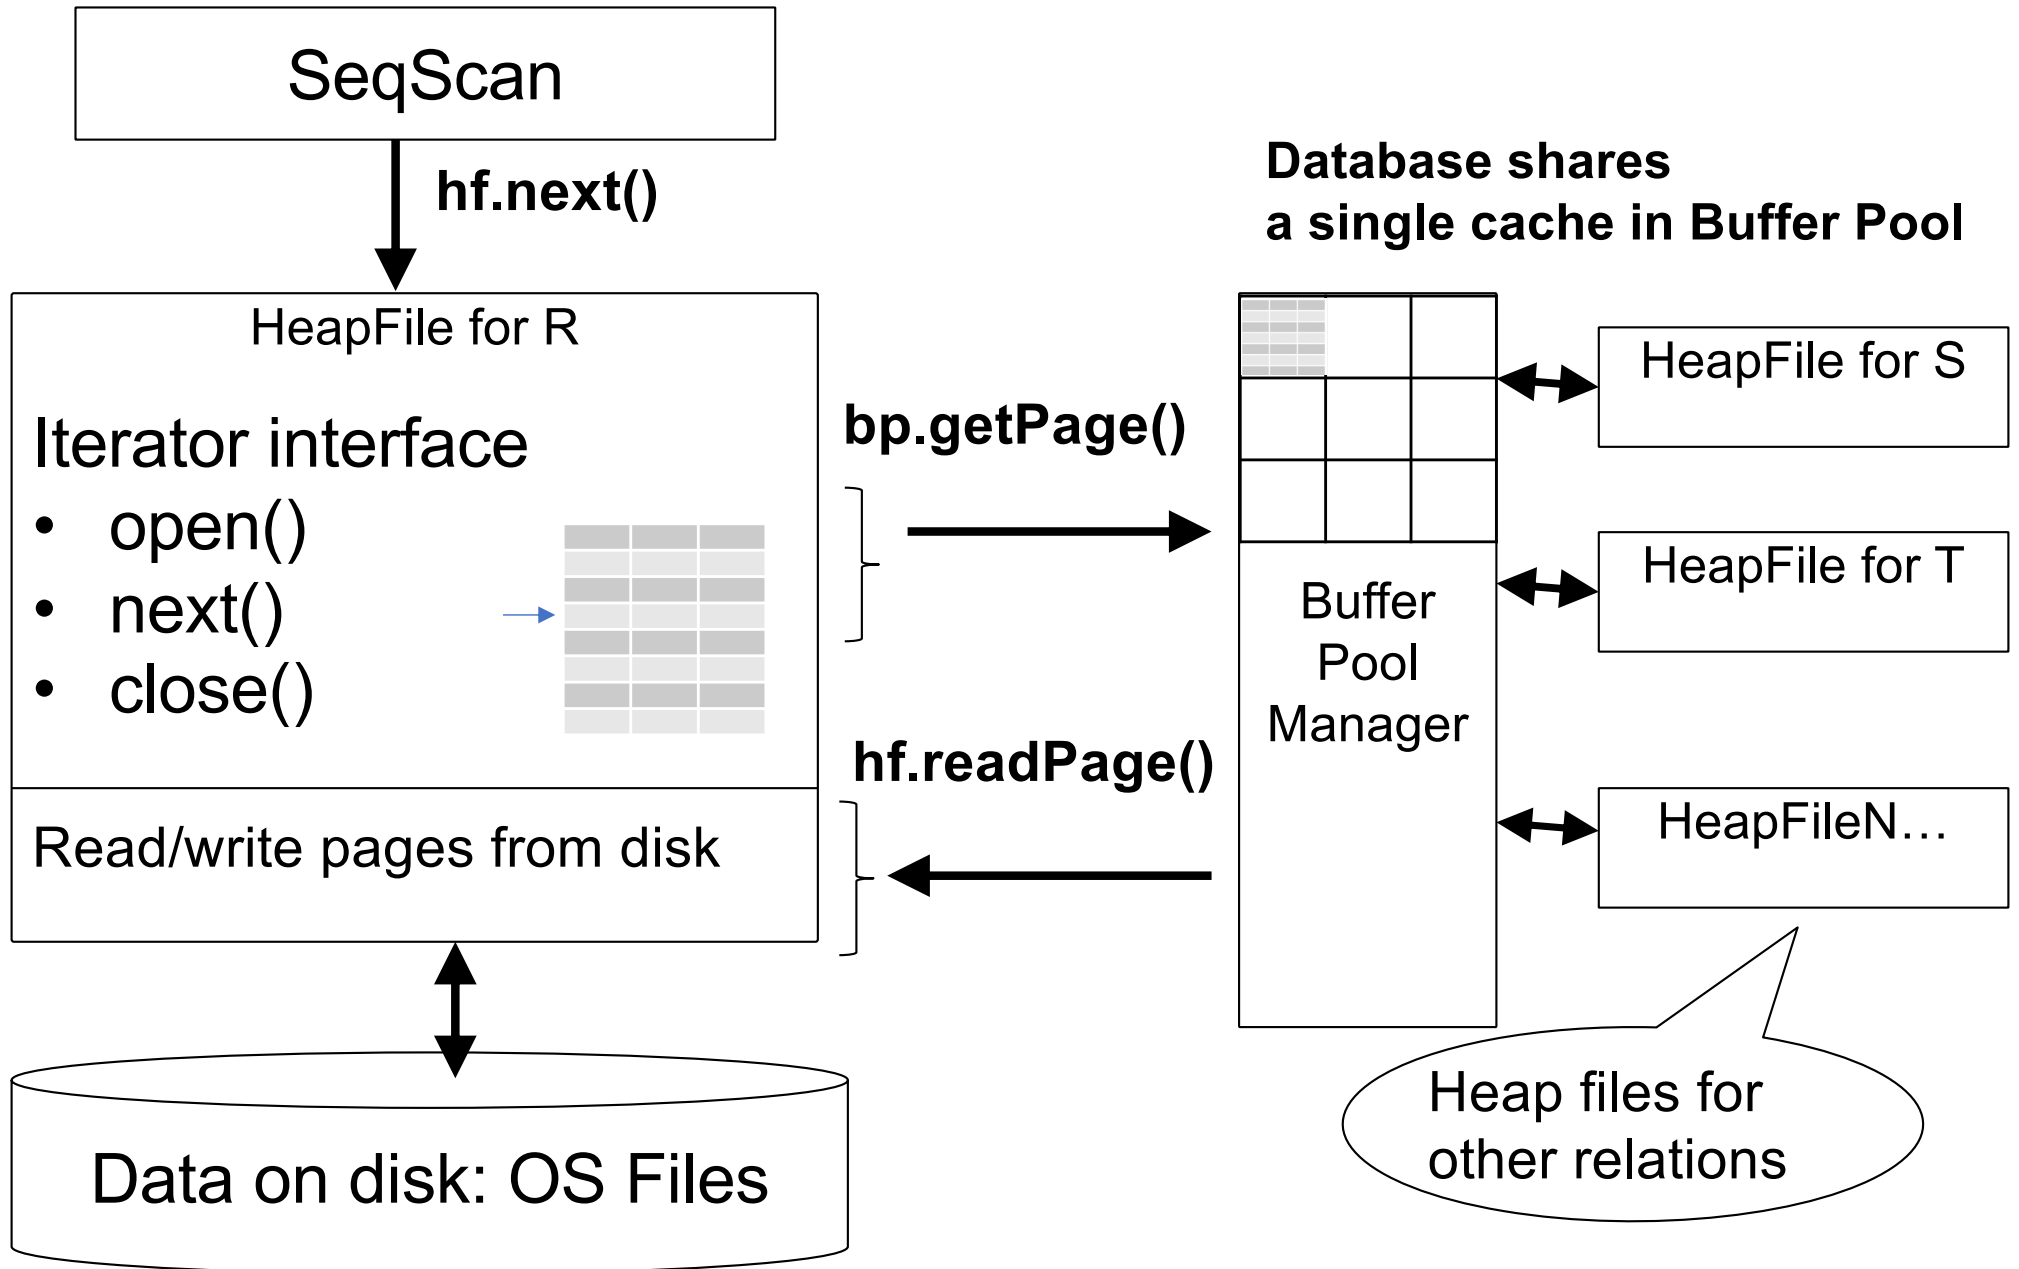 SeqScan
hf.next()
Database shares
a single cache in Buffer Pool
HeapFile for R
Iterator interface
• open()
• next()
• close()
Read/write pages from disk
bp.getPage()
hf.readPage()
Buffer
Pool
Manager
HeapFile for S
HeapFile for T
HeapFileN…
Heap files for
other relations
Data on disk: OS Files